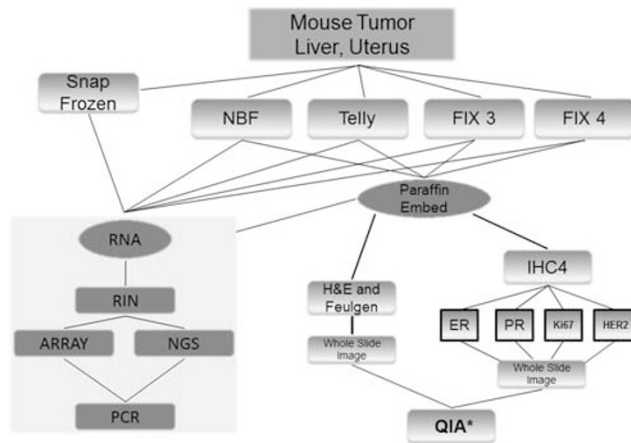 Mouse Tumor
Liver, Uterus
Snap
Frozen
NBF
Telly
FIX 3
FIX 4
Paraffin
Embed
RNA
RIN
ARRAY
NGS
PCR
H&E and
Feulgen
Whole Slide
Image
IHC4
ER
PR
Ki67
HER2
Whole Slide
Image
QIA*